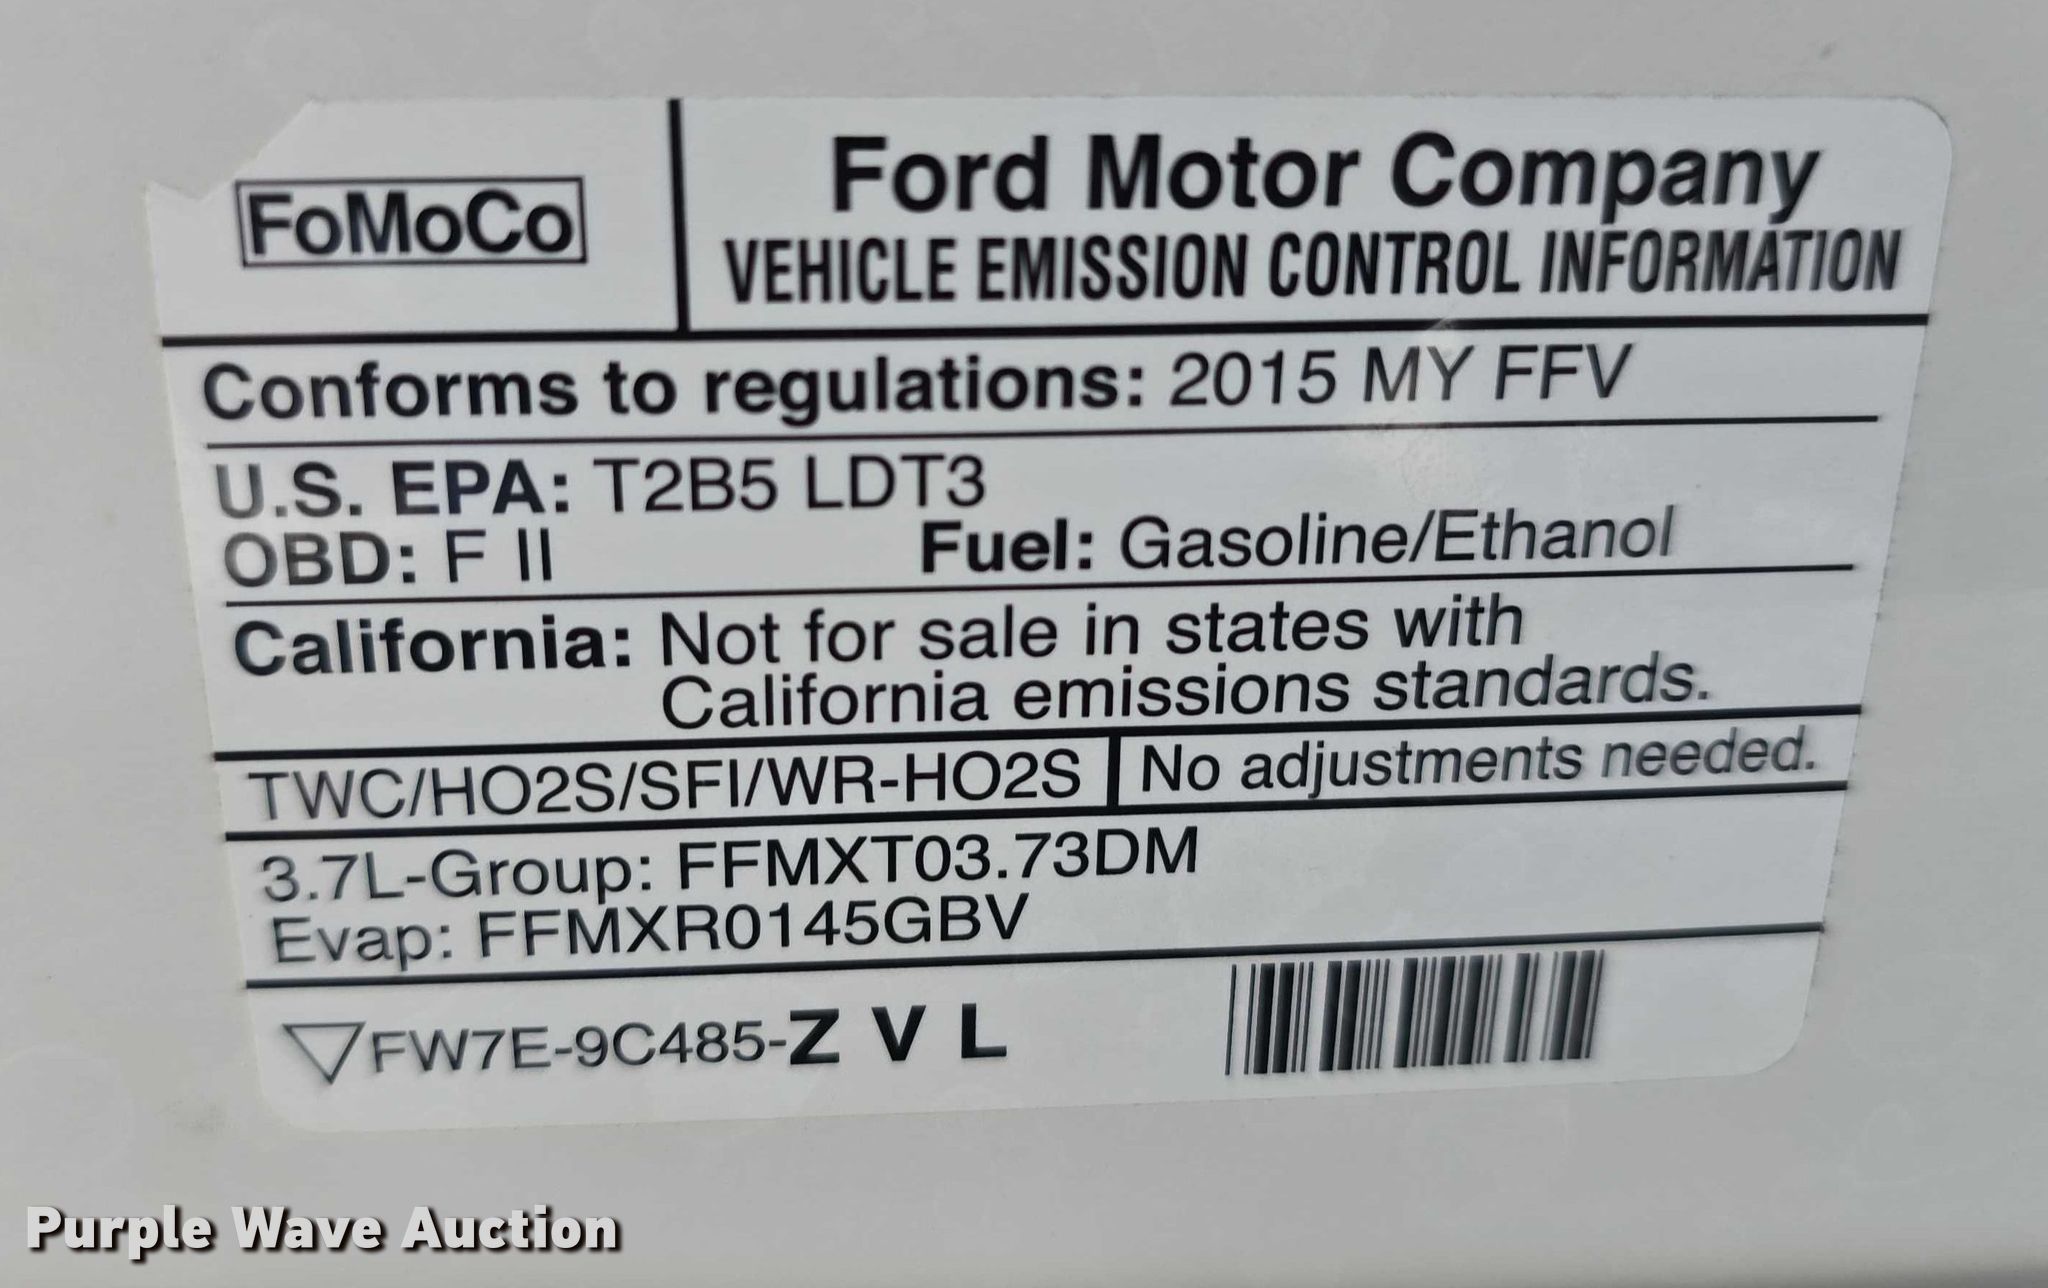 FoMoCo
Ford Motor Company
VEHICLE EMISSION CONTROL INFORMATION
Conforms to regulations: 2015 MY FFV
U.S. EPA: T2B5 LDT3
OBD: F II Fuel: Gasoline/Ethanol
California: Not for sale in states with
California emissions standards.
TWC/HO2S/SFI/WR-HO2S No adjustments needed.
3.7L-Group: FFMXT03.73DM
Evap: FFMXR0145GBV
FW7E-9C485-Z V L
Purple Wave Auction